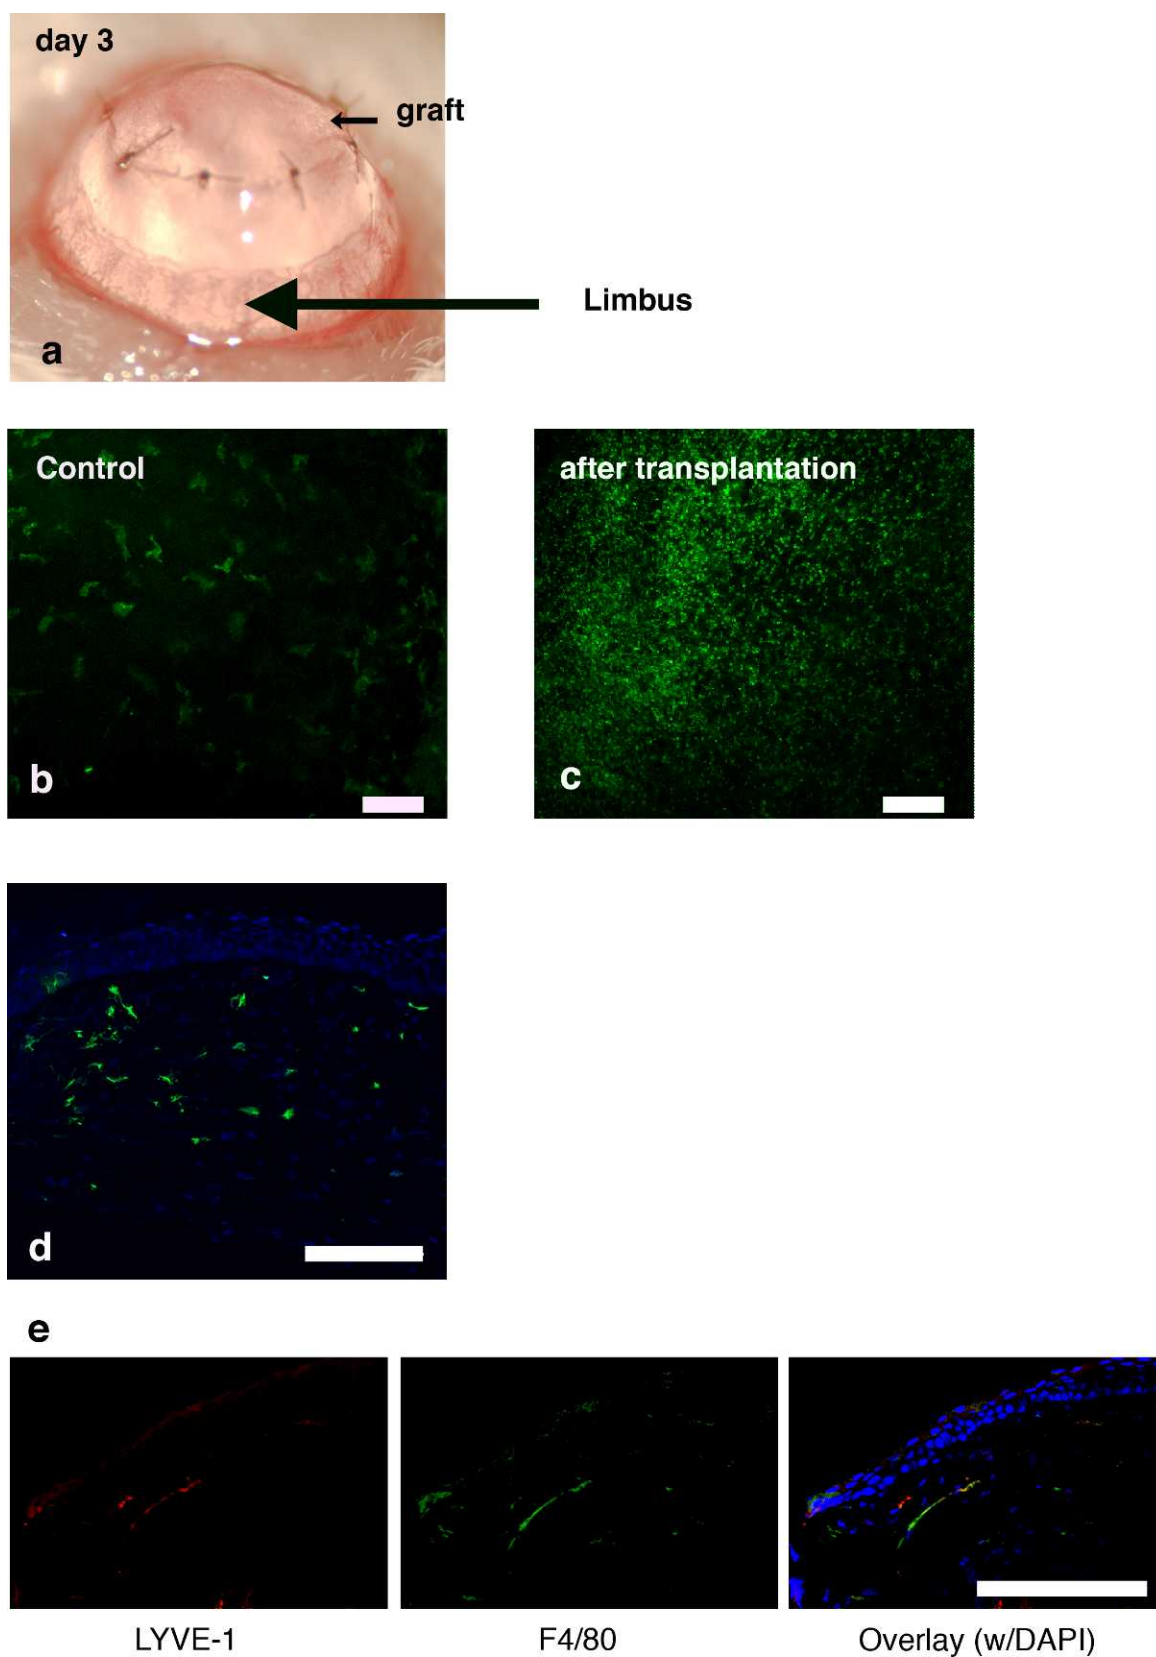 day 3
graft
Limbus
a
Control
after transplantation
b
c
d
e
LYVE-1
F4/80
Overlay (w/DAPI)